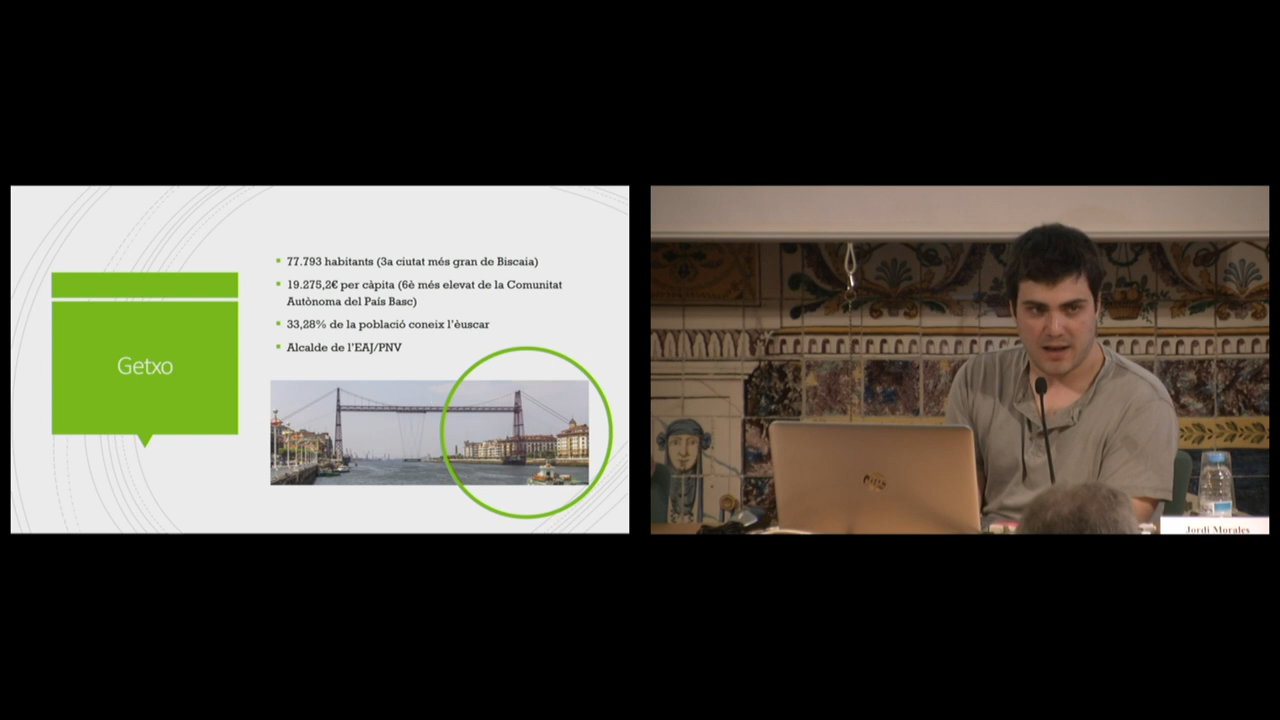 Getxo
77.793 habitants (3a ciutat més gran de Biscaia)
19.275,2€ per càpita (6è més elevat de la Comunitat
Autònoma del País Basc)
33,28% de la població coneix l'èuscar
Alcalde de l'EAJ/PNV
Jordi Morales